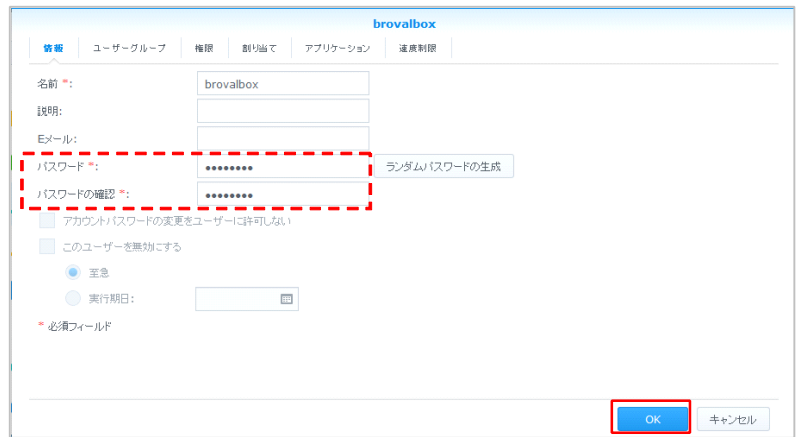 brovalbox
情報 ユーザーグループ 権限 割り当て アプリケーション 速度制限
名前 *: brovalbox
説明:
Eメール:
パスワード *: •••••••• ランダムパスワードの生成
パスワードの確認 *: ••••••••
アカウントパスワードの変更をユーザーに許可しない
このユーザーを無効にする
至急
実行期日:
* 必須フィールド
OK キャンセル